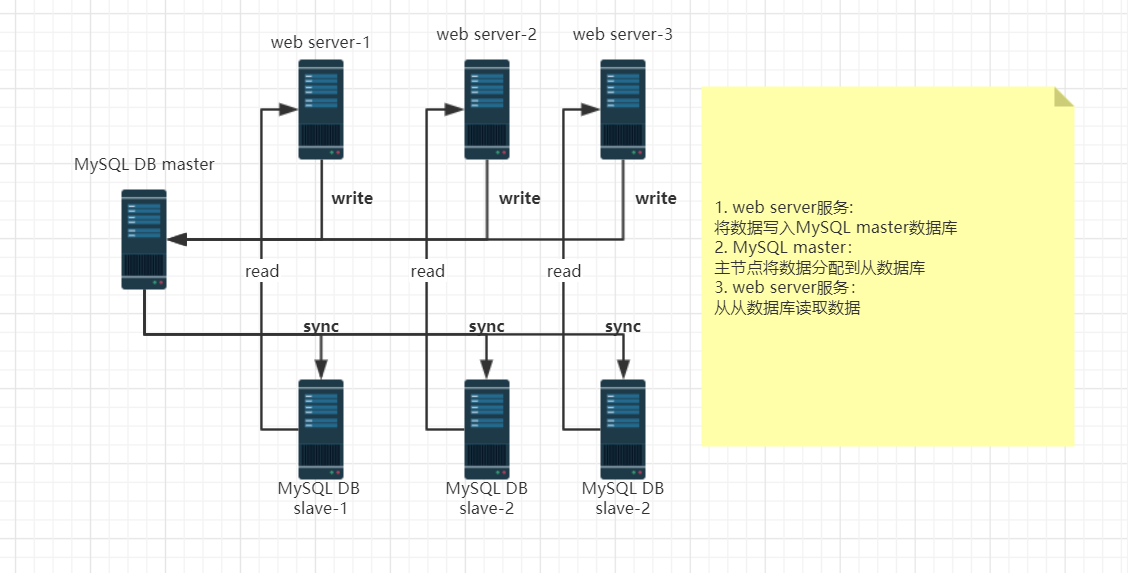 web server-1
web server-2
web server-3
MySQL DB master
write
write
write
read
read
read
sync
sync
sync
MySQL DB
slave-1
MySQL DB
slave-2
MySQL DB
slave-2
1. web server服务:
将数据写入MySQL master数据库
2. MySQL master：
主节点将数据分配到从数据库
3. web server服务：
从从数据库读取数据